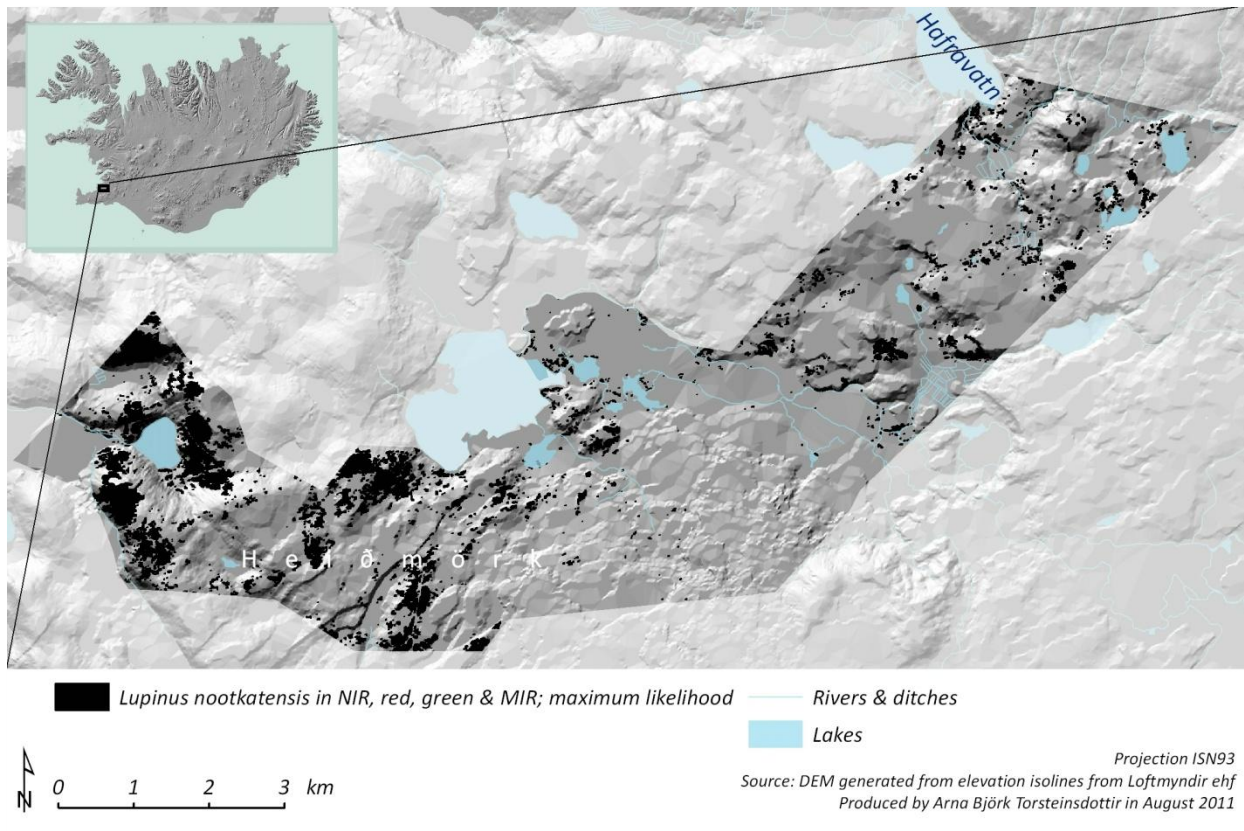 Hafravatn
Heiðmörk
Lupinus nootkatensis in NIR, red, green & MIR; maximum likelihood
Rivers & ditches
Lakes
N
0 1 2 3 km
Projection ISN93
Source: DEM generated from elevation isolines from Loftmyndir ehf
Produced by Arna Björk Torsteinsdottir in August 2011